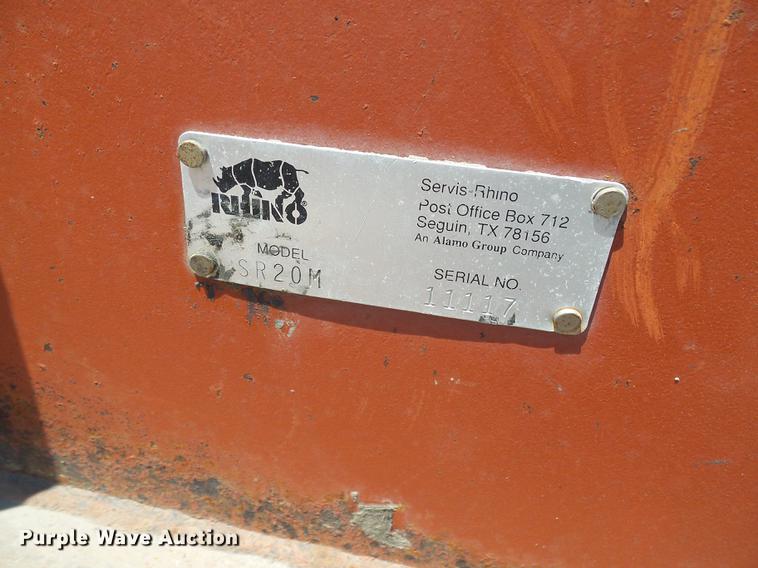 RHINO®
MODEL
SR20M
Servis-Rhino
Post Office Box 712
Seguin, TX 78156
An Alamo Group Company
SERIAL NO.
11117
Purple Wave Auction